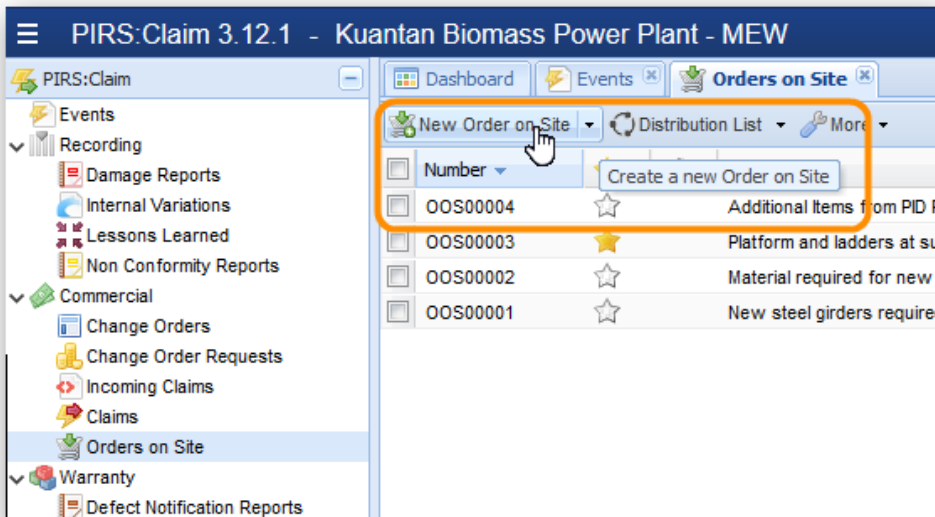 PIRS:Claim 3.12.1 - Kuantan Biomass Power Plant - MEW
PIRS:Claim
Events
Recording
Damage Reports
Internal Variations
Lessons Learned
Non Conformity Reports
Commercial
Change Orders
Change Order Requests
Incoming Claims
Claims
Orders on Site
Warranty
Defect Notification Reports
Dashboard Events Orders on Site
New Order on Site Distribution List More
Number
Create a new Order on Site
OOS00004 Additional Items from PID
OOS00003 Platform and ladders at
OOS00002 Material required for new
OOS00001 New steel girders